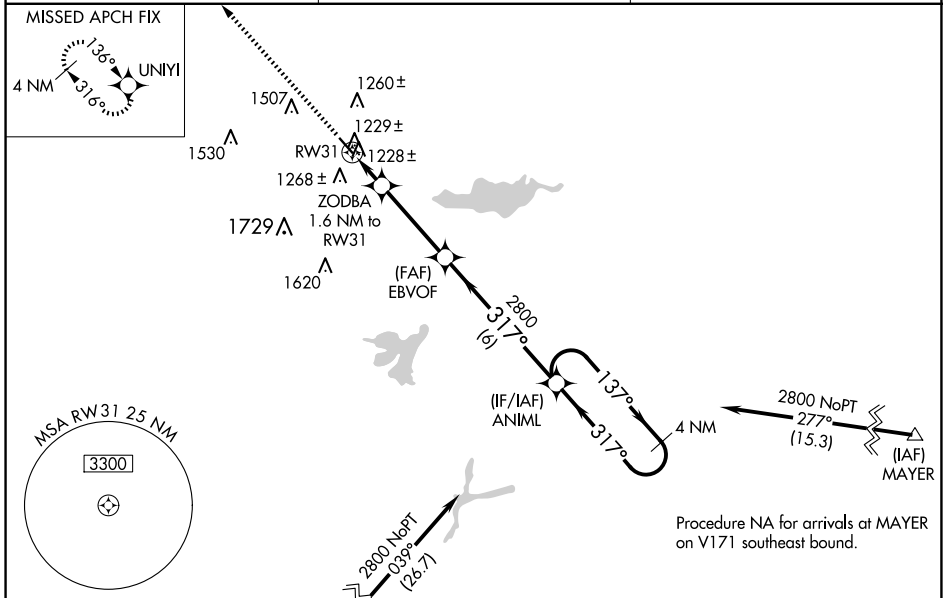 MISSED APCH FIX
136°
UNIYI
4 NM
316°
1507
1260±
1530
1229±
RW31
1228±
1268±
ZODBA
1.6 NM to
RW31
1729
1620
(FAF)
EBVOF
2800
317°
(6)
(IF/IAF)
ANIML
137°
317°
4 NM
2800 NoPT
277°
(15.3)
(IAF)
MAYER
MSA RW31 25 NM
3300
2800 NoPT
039°
(26.7)
Procedure NA for arrivals at MAYER
on V171 southeast bound.